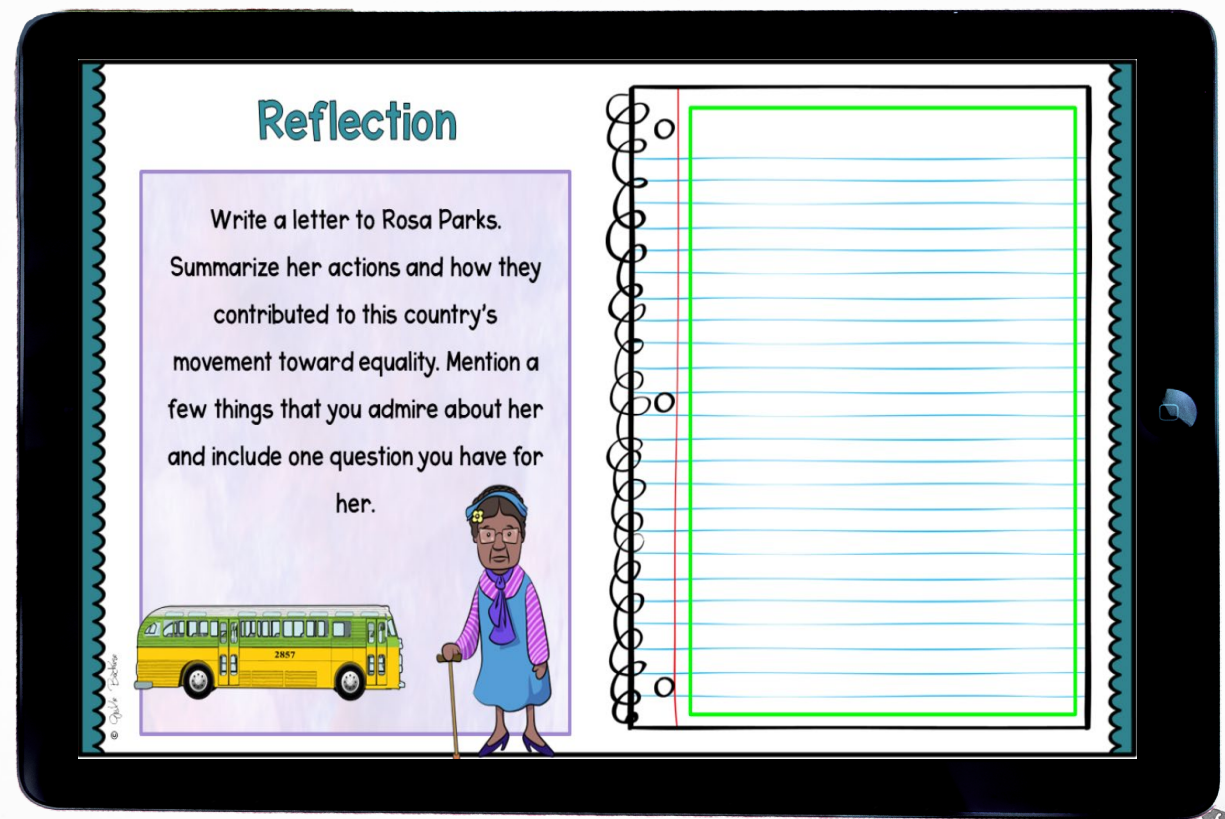 Reflection
Write a letter to Rosa Parks.
Summarize her actions and how they
contributed to this country's
movement toward equality. Mention a
few things that you admire about her
and include one question you have for
her.
2857
©